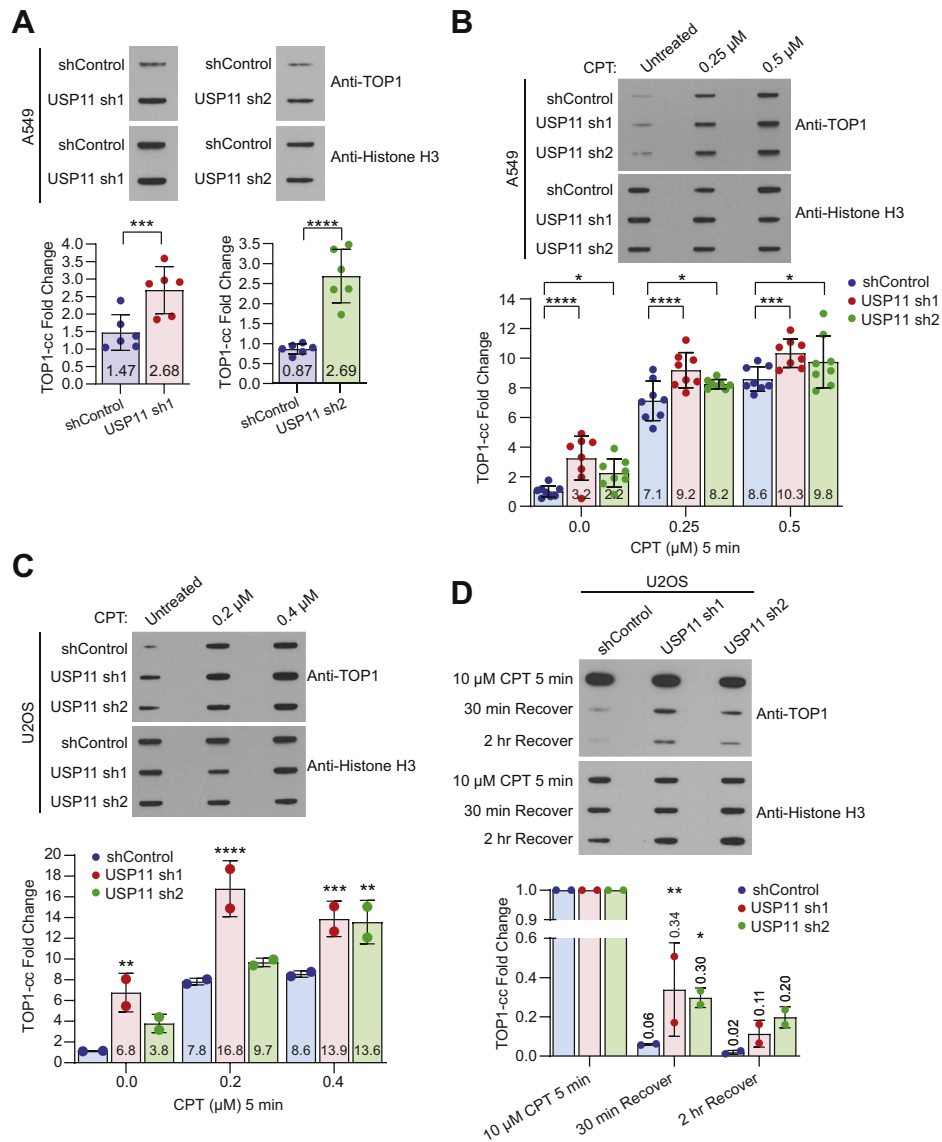 A
A549
shControl
USP11 sh1
shControl
USP11 sh2
Anti-TOP1
shControl
USP11 sh1
shControl
USP11 sh2
Anti-Histone H3
TOP1-cc Fold Change
4.0
3.5
3.0
2.5
2.0
1.5
1.0
0.5
0.0
***
1.47
2.68
shControl
USP11 sh1
TOP1-cc Fold Change
3.5
3.0
2.5
2.0
1.5
1.0
0.5
0.0
****
0.87
2.69
shControl
USP11 sh2
B
CPT:
Untreated
0.25 µM
0.5 µM
A549
shControl
USP11 sh1
USP11 sh2
Anti-TOP1
shControl
USP11 sh1
USP11 sh2
Anti-Histone H3
shControl
USP11 sh1
USP11 sh2
TOP1-cc Fold Change
14
12
10
8
6
4
2
0
*
****
*
****
*
***
3.2
2.2
7.1
9.2
8.2
8.6
10.3
9.8
0.0
0.25
0.5
CPT (µM) 5 min
C
CPT:
Untreated
0.2 µM
0.4 µM
U2OS
shControl
USP11 sh1
USP11 sh2
Anti-TOP1
shControl
USP11 sh1
USP11 sh2
Anti-Histone H3
TOP1-cc Fold Change
20
18
16
14
12
10
8
6
4
2
0
shControl
USP11 sh1
USP11 sh2
**
****
***
**
6.8
3.8
7.8
16.8
9.7
8.6
13.9
13.6
0.0
0.2
0.4
CPT (µM) 5 min
D
U2OS
shControl
USP11 sh1
USP11 sh2
10 µM CPT 5 min
30 min Recover
2 hr Recover
Anti-TOP1
10 µM CPT 5 min
30 min Recover
2 hr Recover
Anti-Histone H3
TOP1-cc Fold Change
1.0
0.9
0.6
0.4
0.2
0.0
shControl
USP11 sh1
USP11 sh2
**
*
0.06
0.34
0.30
0.02
0.11
0.20
10 µM CPT 5 min
30 min Recover
2 hr Recover